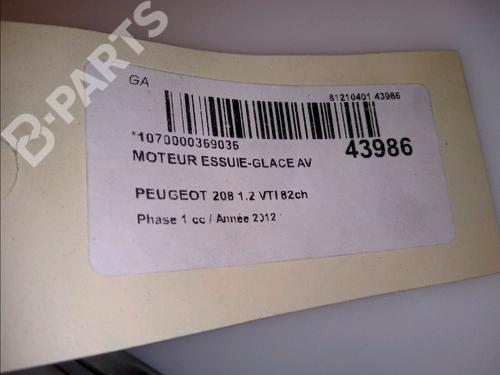 B-PARTS
GA
81210401 43986
*1070000369036
43986
MOTEUR ESSUIE-GLACE AV
PEUGEOT 208 1.2 VTI 82ch
Phase 1 cc / Année 2012